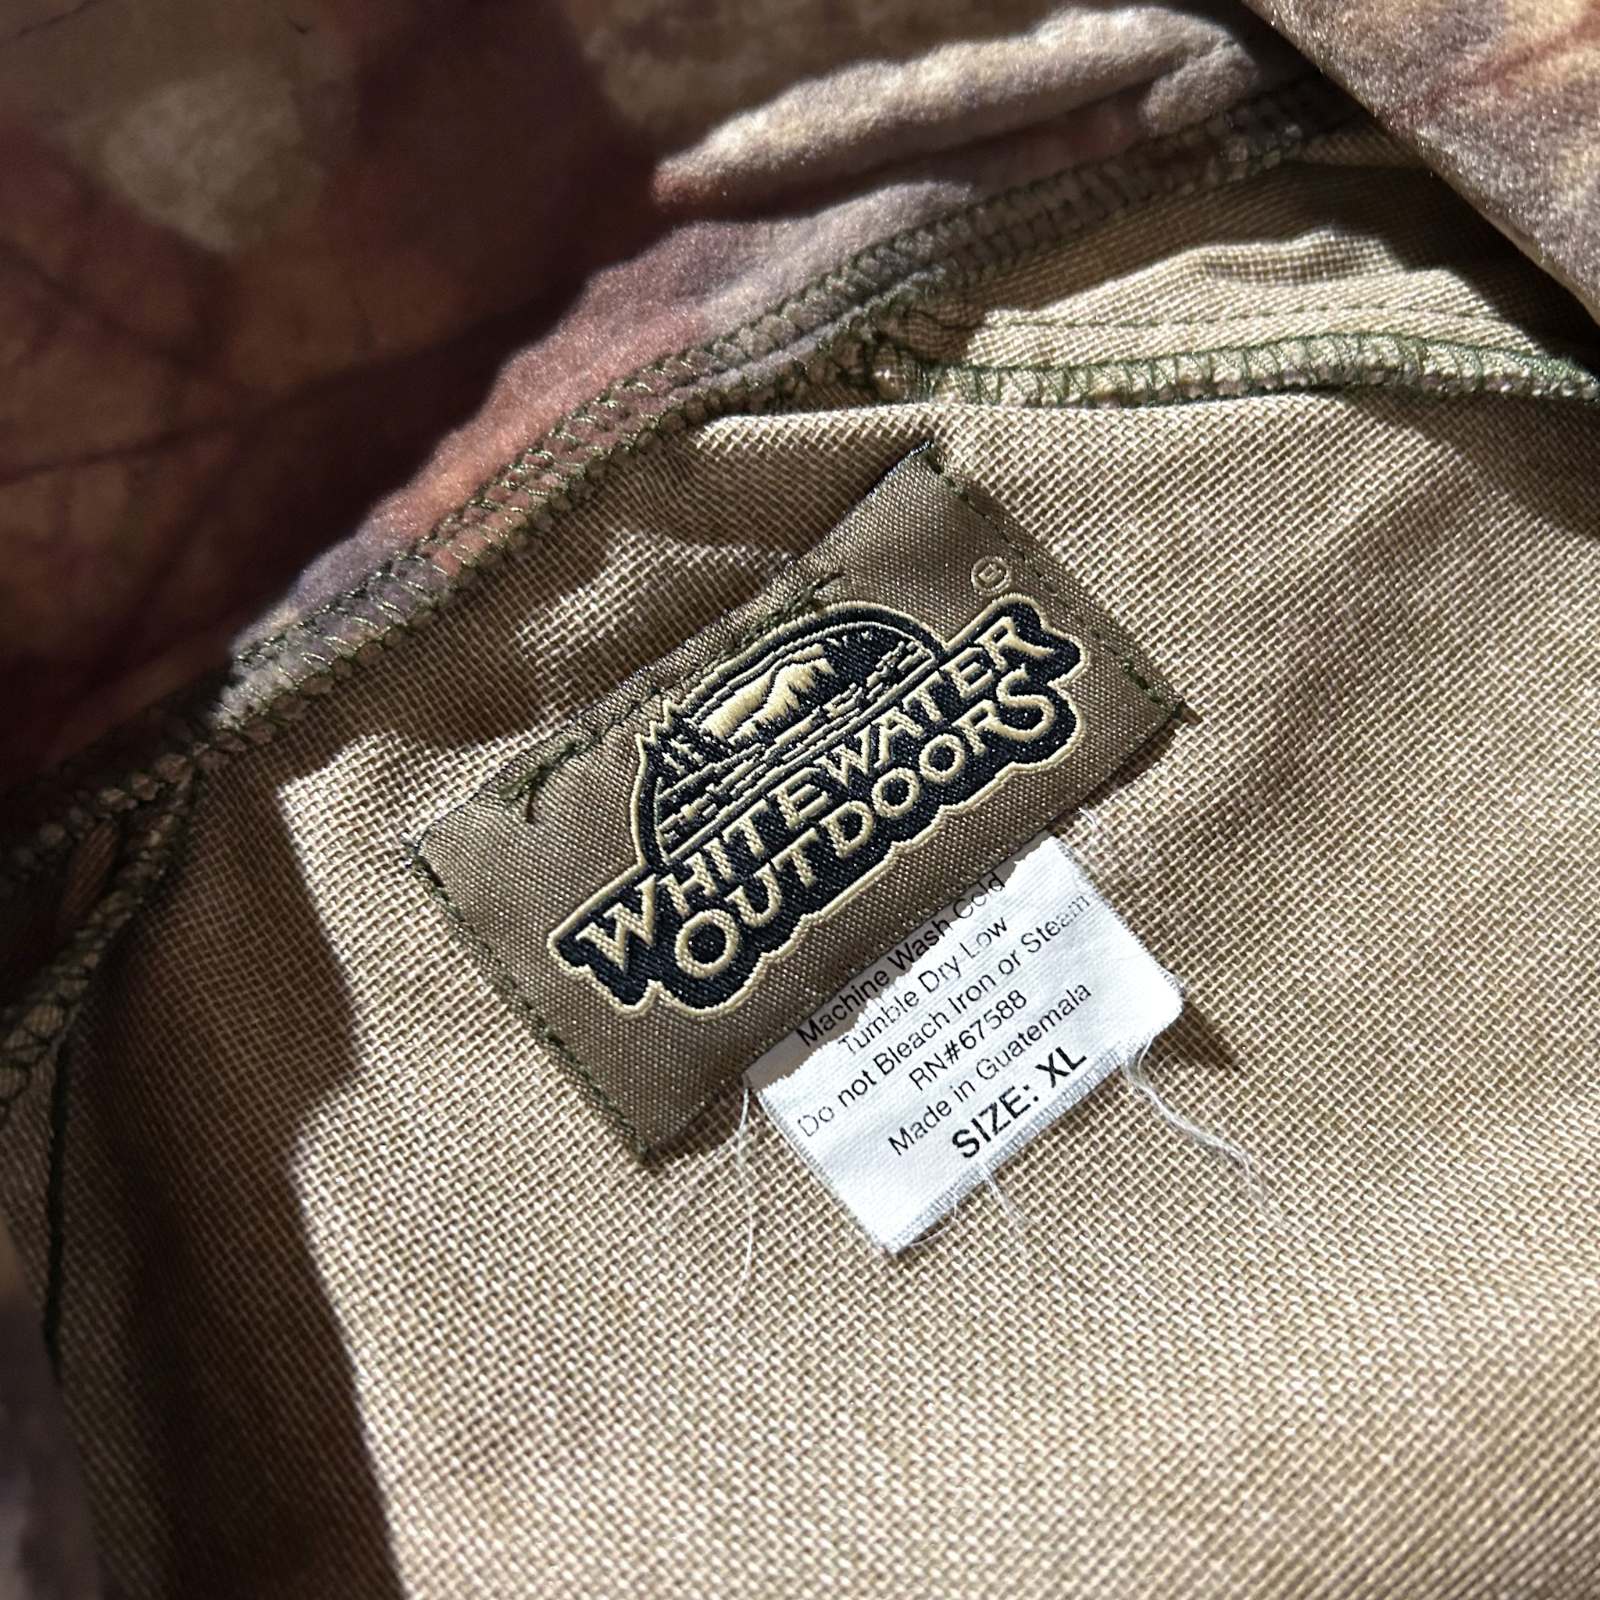 ®
WHITEWATER
OUTDOORS
Machine Wash Cold
Tumble Dry Low
Do not Bleach Iron or Steam
RN#67588
Made in Guatemala
SIZE: XL